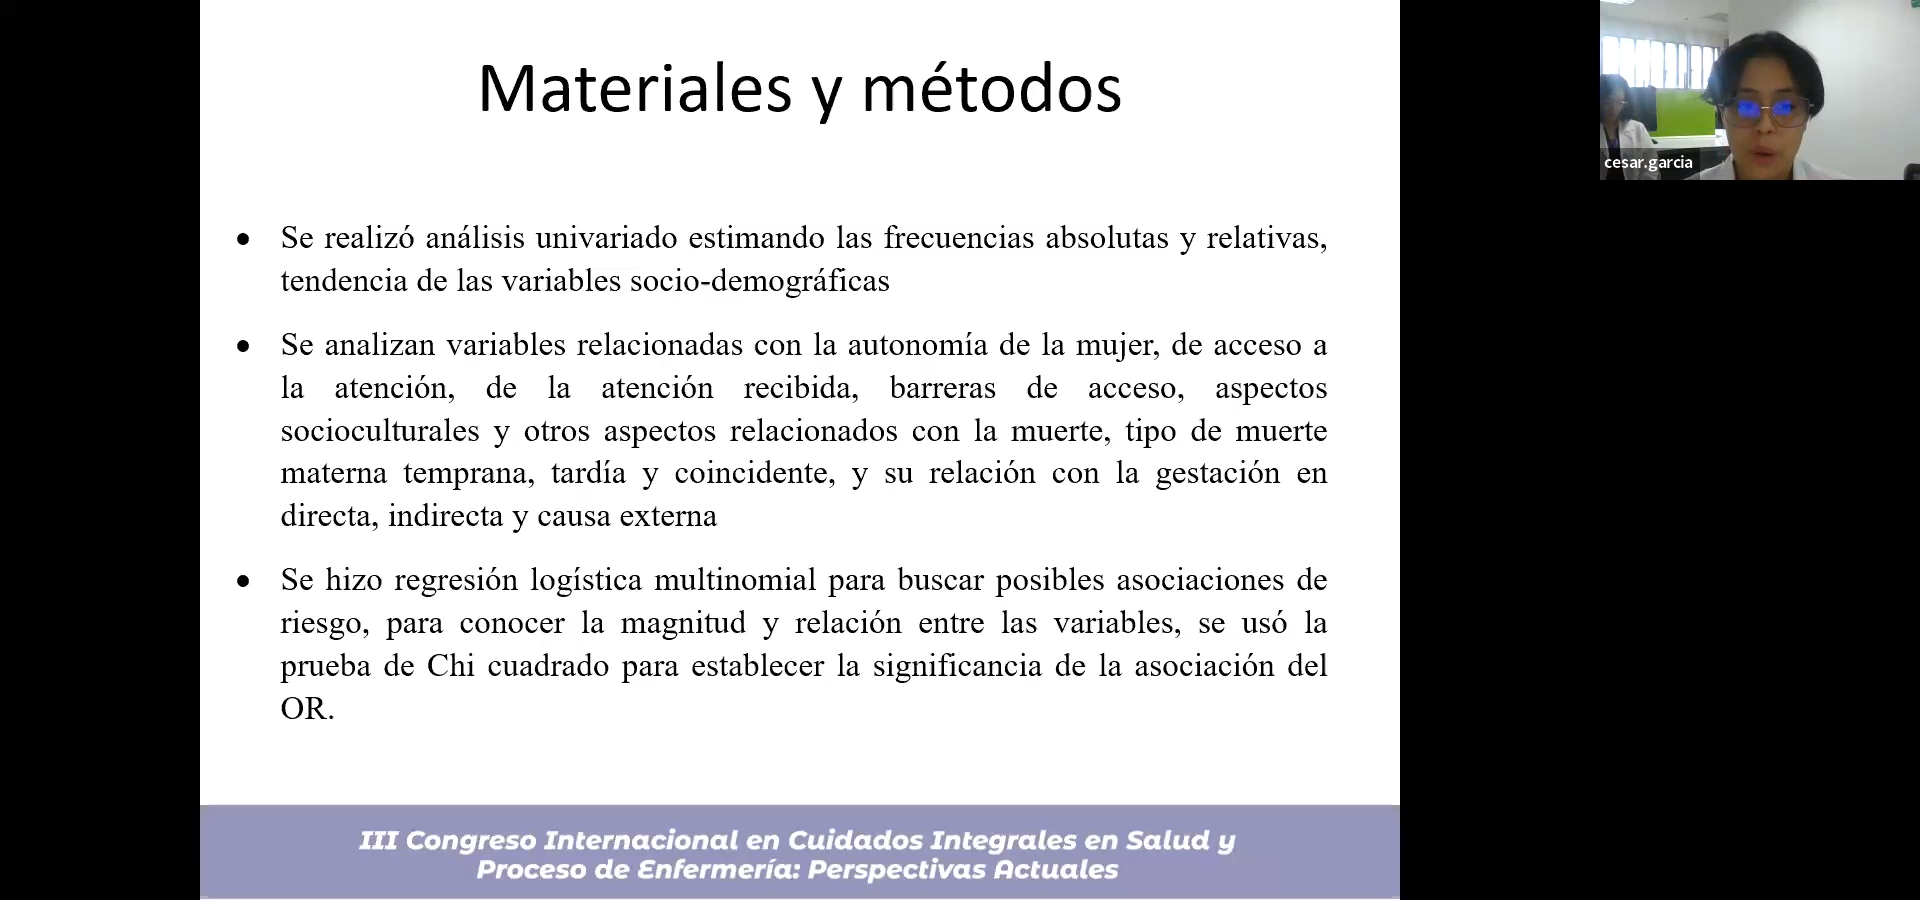 Materiales y métodos
cesar.garcia
• Se realizó análisis univariado estimando las frecuencias absolutas y relativas,
tendencia de las variables socio-demográficas
• Se analizan variables relacionadas con la autonomía de la mujer, de acceso a
la atención, de la atención recibida, barreras de acceso, aspectos
socioculturales y otros aspectos relacionados con la muerte, tipo de muerte
materna temprana, tardía y coincidente, y su relación con la gestación en
directa, indirecta y causa externa
• Se hizo regresión logística multinomial para buscar posibles asociaciones de
riesgo, para conocer la magnitud y relación entre las variables, se usó la
prueba de Chi cuadrado para establecer la significancia de la asociación del
OR.
III Congreso Internacional en Cuidados Integrales en Salud y
Proceso de Enfermería: Perspectivas Actuales